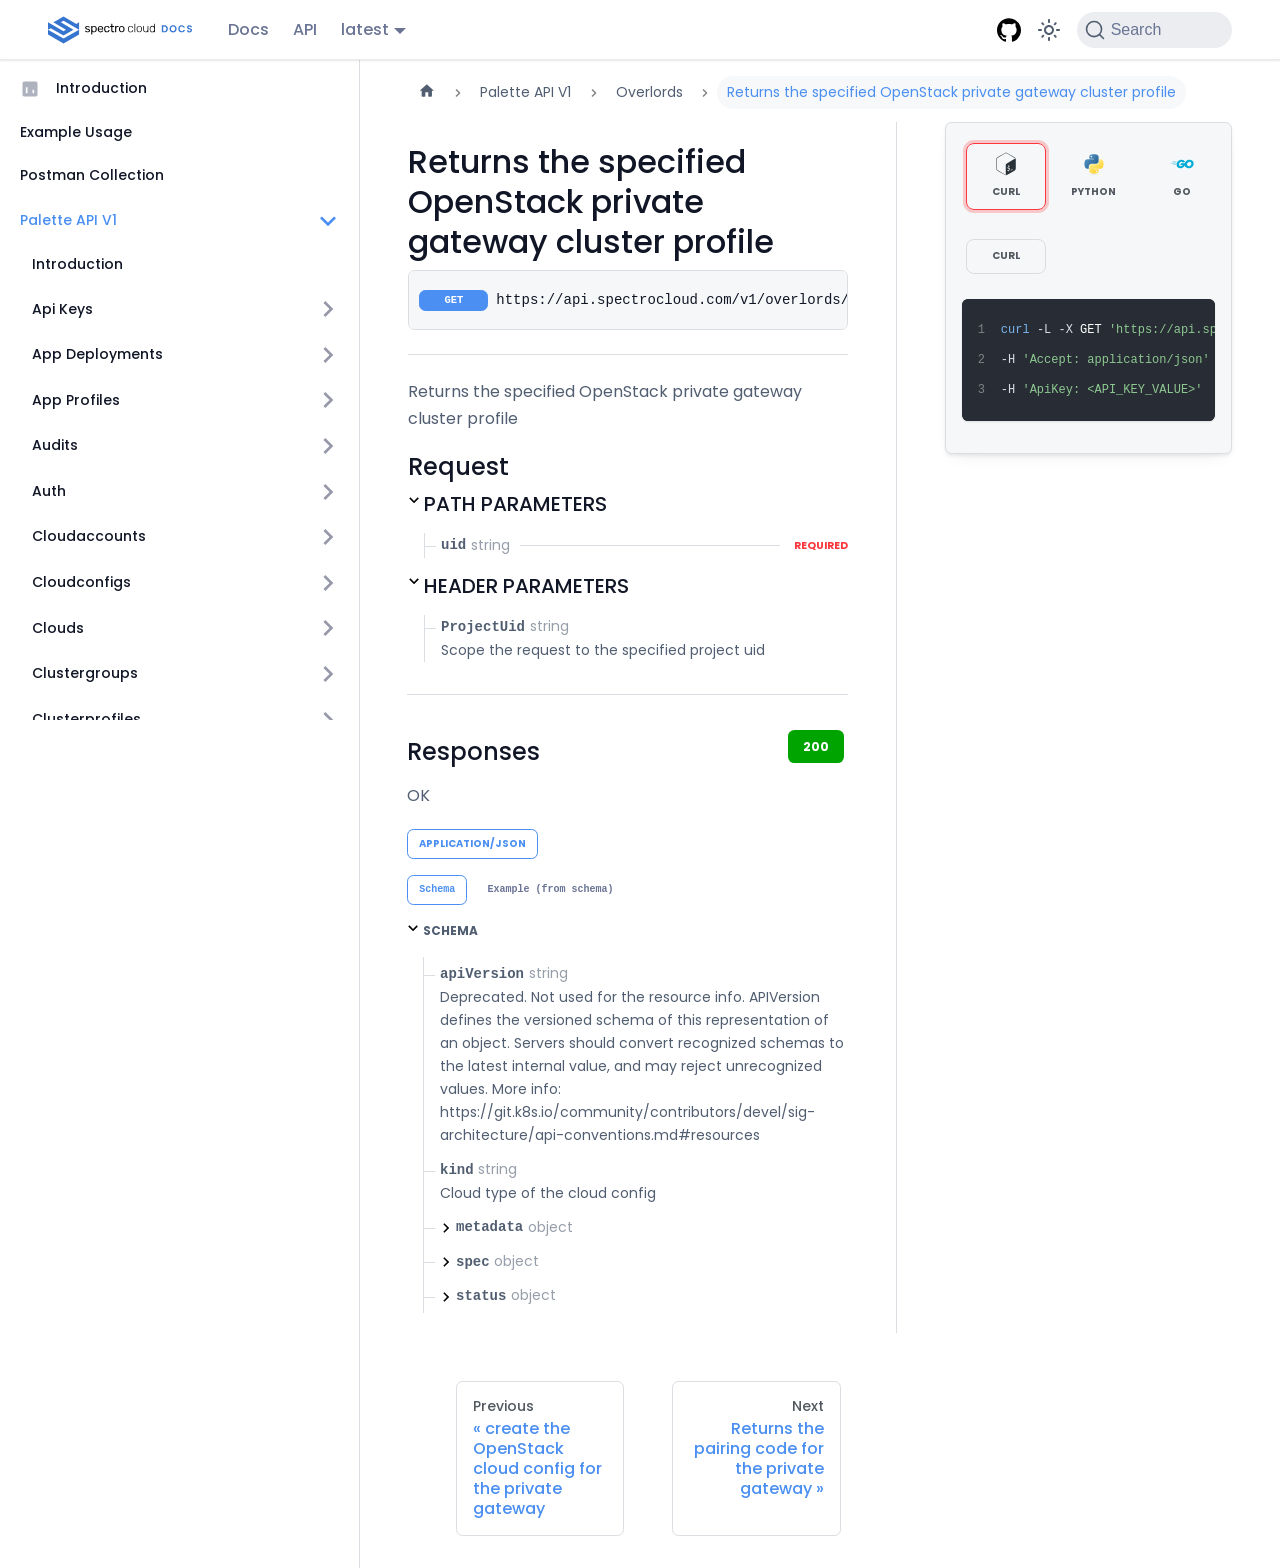 spectro cloud DOCS
Docs
API
latest
Search
Introduction
Example Usage
Postman Collection
Palette API V1
Introduction
Api Keys
App Deployments
App Profiles
Audits
Auth
Cloudaccounts
Cloudconfigs
Clouds
Clustergroups
Clusterprofiles
Palette API V1
Overlords
Returns the specified OpenStack private gateway cluster profile
Returns the specified
OpenStack private
gateway cluster profile
GET https://api.spectrocloud.com/v1/overlords/
Returns the specified OpenStack private gateway
cluster profile
Request
PATH PARAMETERS
uid string REQUIRED
HEADER PARAMETERS
ProjectUid string
Scope the request to the specified project uid
Responses
200
OK
APPLICATION/JSON
Schema
Example (from schema)
SCHEMA
apiVersion string
Deprecated. Not used for the resource info. APIVersion
defines the versioned schema of this representation of
an object. Servers should convert recognized schemas to
the latest internal value, and may reject unrecognized
values. More info:
https://git.k8s.io/community/contributors/devel/sig-
architecture/api-conventions.md#resources
kind string
Cloud type of the cloud config
metadata object
spec object
status object
CURL
PYTHON
GO
CURL
1 curl -L -X GET 'https://api.sp
2 -H 'Accept: application/json'
3 -H 'ApiKey: <API_KEY_VALUE>'
Previous
« create the
OpenStack
cloud config for
the private
gateway
Next
Returns the
pairing code for
the private
gateway »